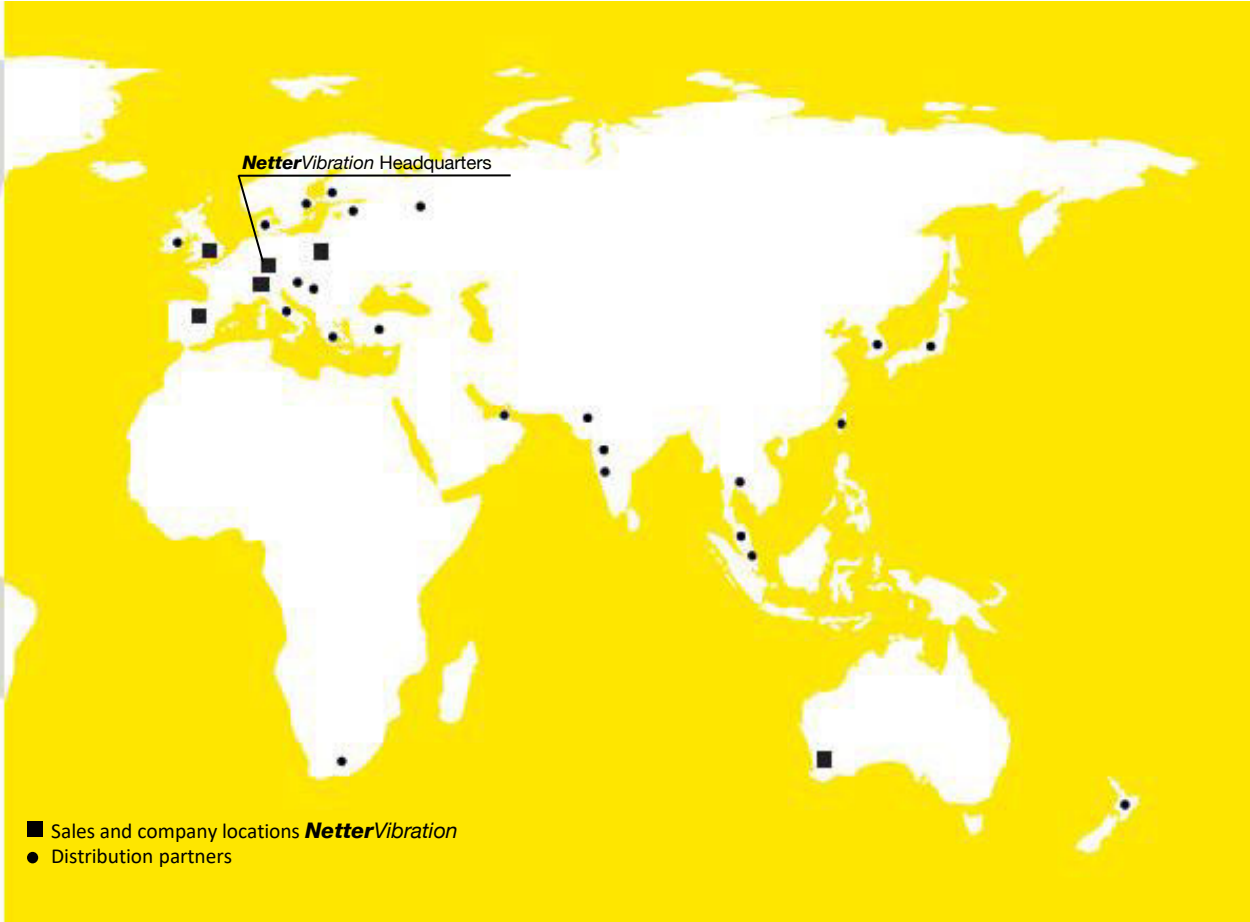 NetterVibration Headquarters
Sales and company locations NetterVibration
Distribution partners